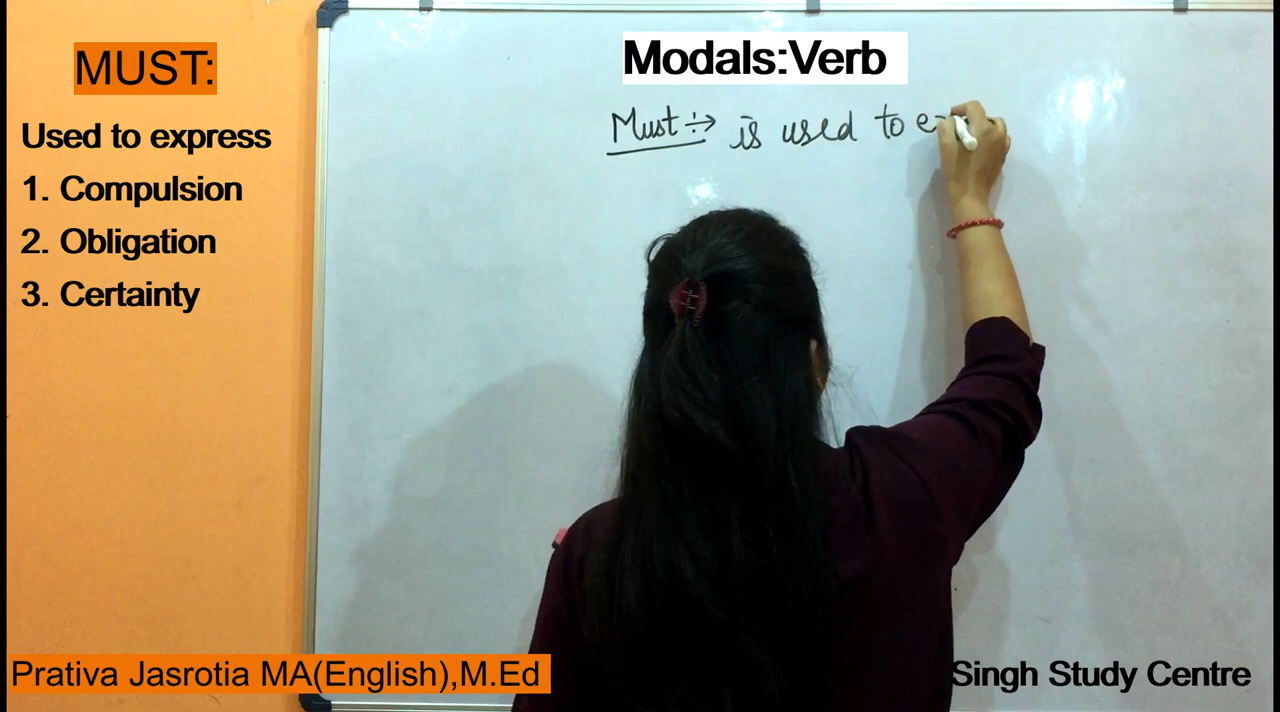 MUST:
Used to express
1. Compulsion
2. Obligation
3. Certainty
Modals:Verb
Must :→ is used to
Prativa Jasrotia MA(English),M.Ed
Singh Study Centre